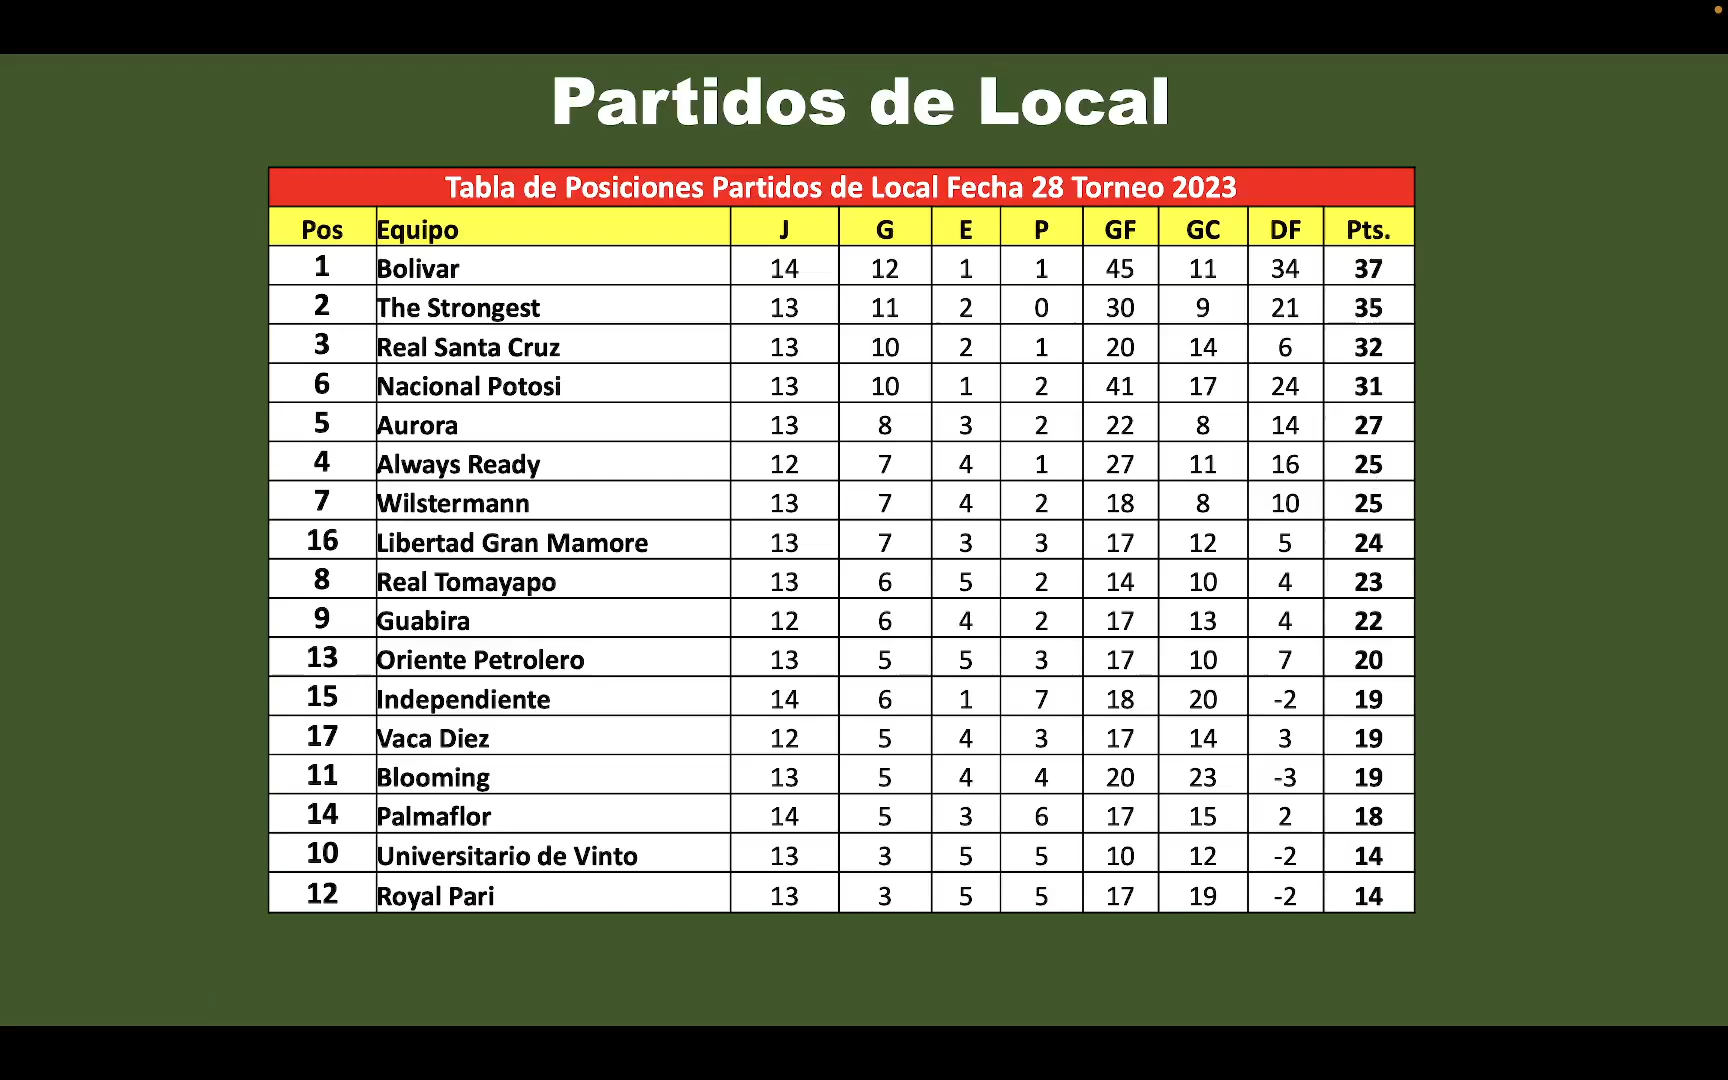 Partidos de Local
Tabla de Posiciones Partidos de Local Fecha 28 Torneo 2023
Pos Equipo J G E P GF GC DF Pts.
1 Bolivar 14 12 1 1 45 11 34 37
2 The Strongest 13 11 2 0 30 9 21 35
3 Real Santa Cruz 13 10 2 1 20 14 6 32
6 Nacional Potosi 13 10 1 2 41 17 24 31
5 Aurora 13 8 3 2 22 8 14 27
4 Always Ready 12 7 4 1 27 11 16 25
7 Wilstermann 13 7 4 2 18 8 10 25
16 Libertad Gran Mamore 13 7 3 3 17 12 5 24
8 Real Tomayapo 13 6 5 2 14 10 4 23
9 Guabira 12 6 4 2 17 13 4 22
13 Oriente Petrolero 13 5 5 3 17 10 7 20
15 Independiente 14 6 1 7 18 20 -2 19
17 Vaca Diez 12 5 4 3 17 14 3 19
11 Blooming 13 5 4 4 20 23 -3 19
14 Palmaflor 14 5 3 6 17 15 2 18
10 Universitario de Vinto 13 3 5 5 10 12 -2 14
12 Royal Pari 13 3 5 5 17 19 -2 14